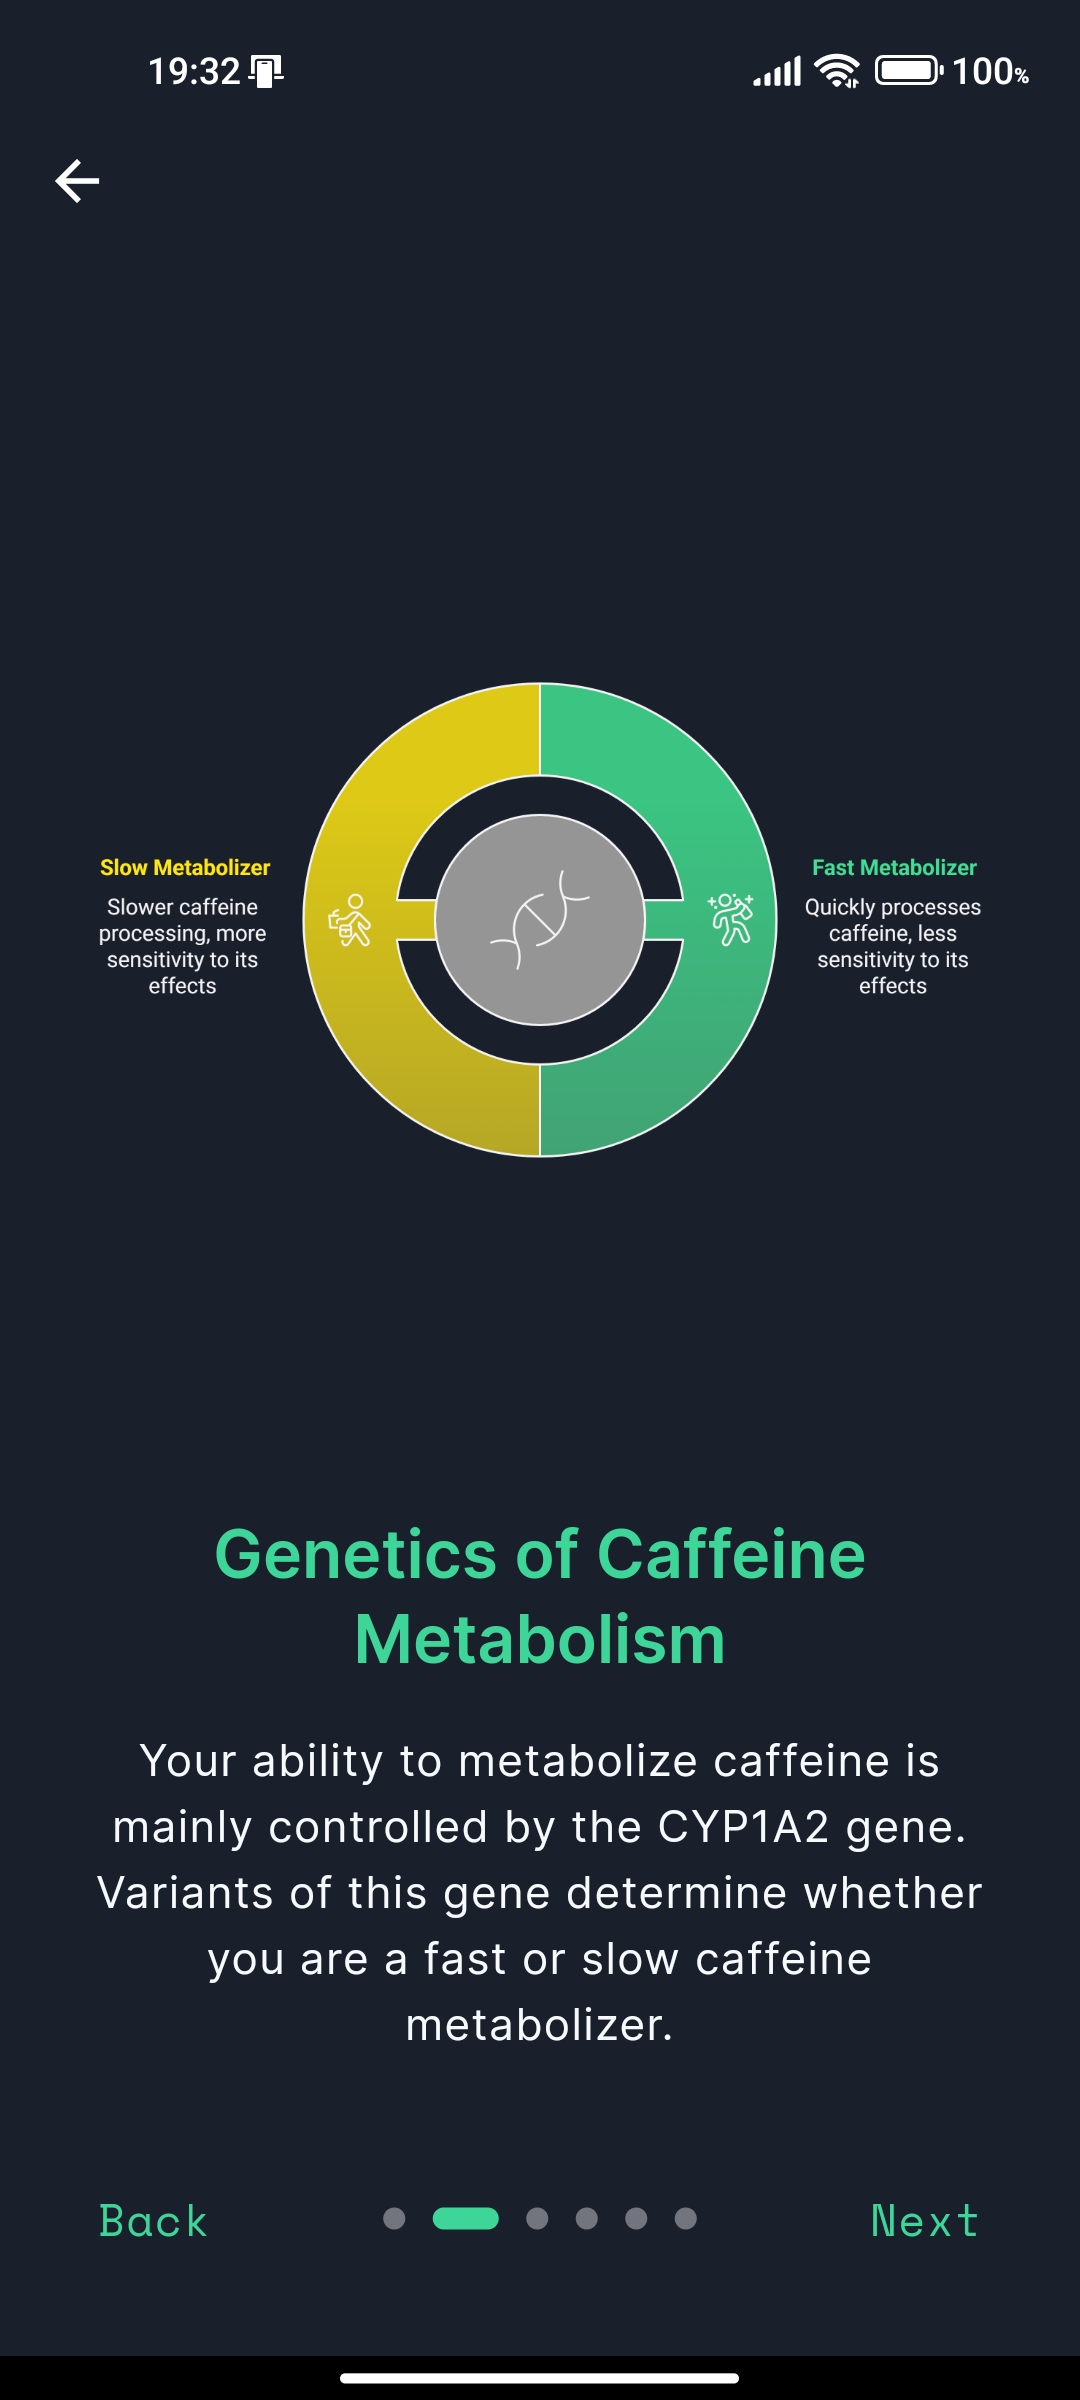 19:32
100%
Slow Metabolizer
Slower caffeine
processing, more
sensitivity to its
effects
Fast Metabolizer
Quickly processes
caffeine, less
sensitivity to its
effects
Genetics of Caffeine
Metabolism
Your ability to metabolize caffeine is
mainly controlled by the CYP1A2 gene.
Variants of this gene determine whether
you are a fast or slow caffeine
metabolizer.
Back
Next